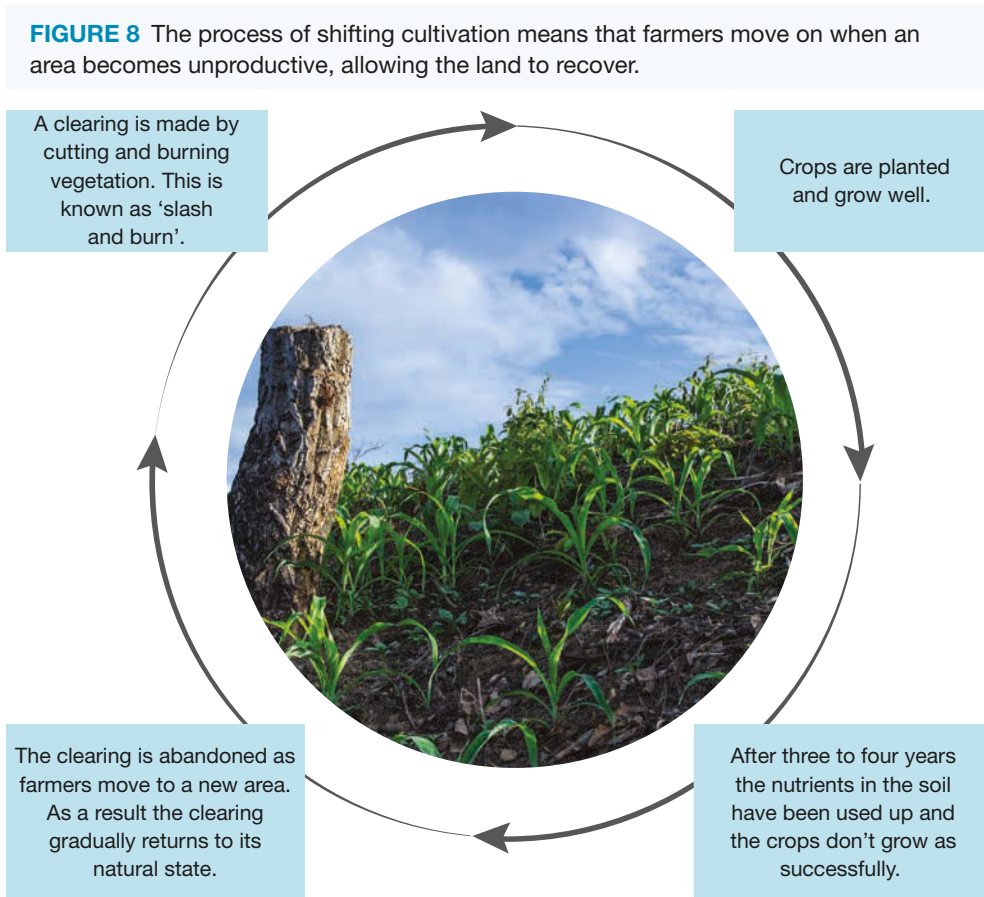 FIGURE 8 The process of shifting cultivation means that farmers move on when an
area becomes unproductive, allowing the land to recover.
A clearing is made by
cutting and burning
vegetation. This is
known as ‘slash
and burn’.
Crops are planted
and grow well.
After three to four years
the nutrients in the soil
have been used up and
the crops don’t grow as
successfully.
The clearing is abandoned as
farmers move to a new area.
As a result the clearing
gradually returns to its
natural state.